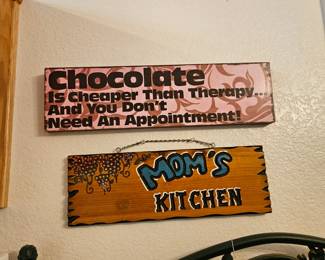 Chocolate
Is Cheaper Than Therapy...
And You Don't
Need An Appointment!
MOM'S
KITCHEN